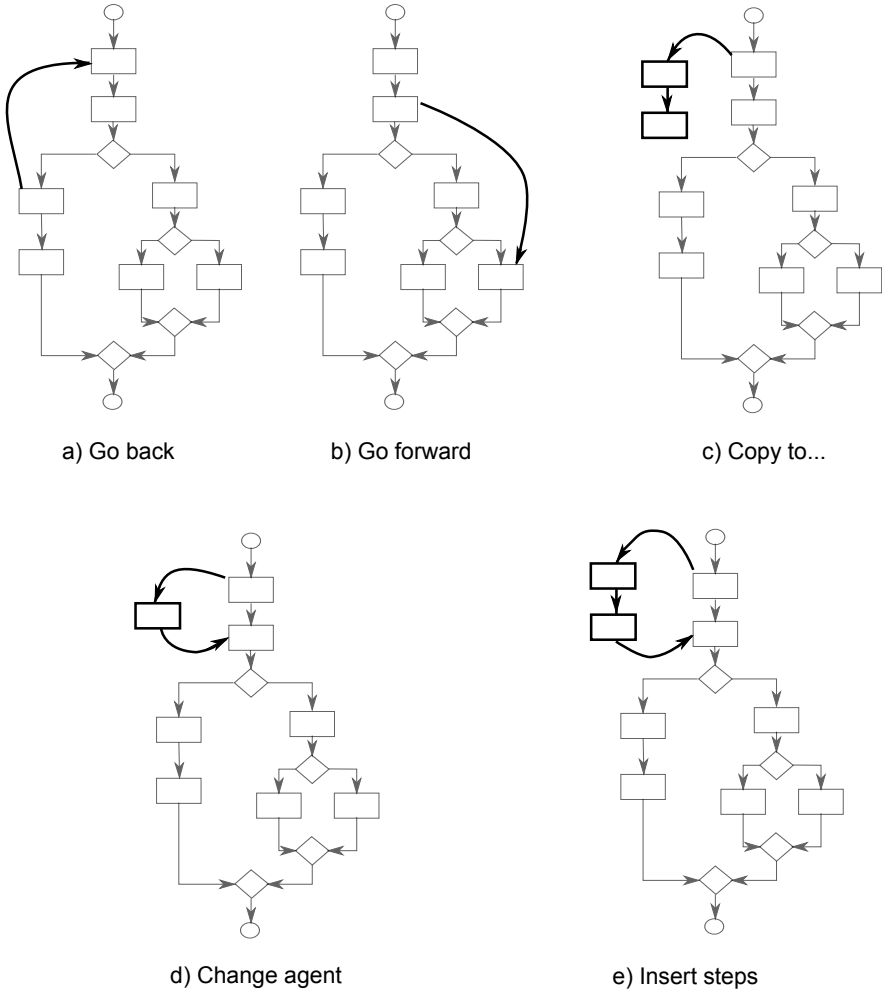 a) Go back
b) Go forward
c) Copy to...
d) Change agent
e) Insert steps